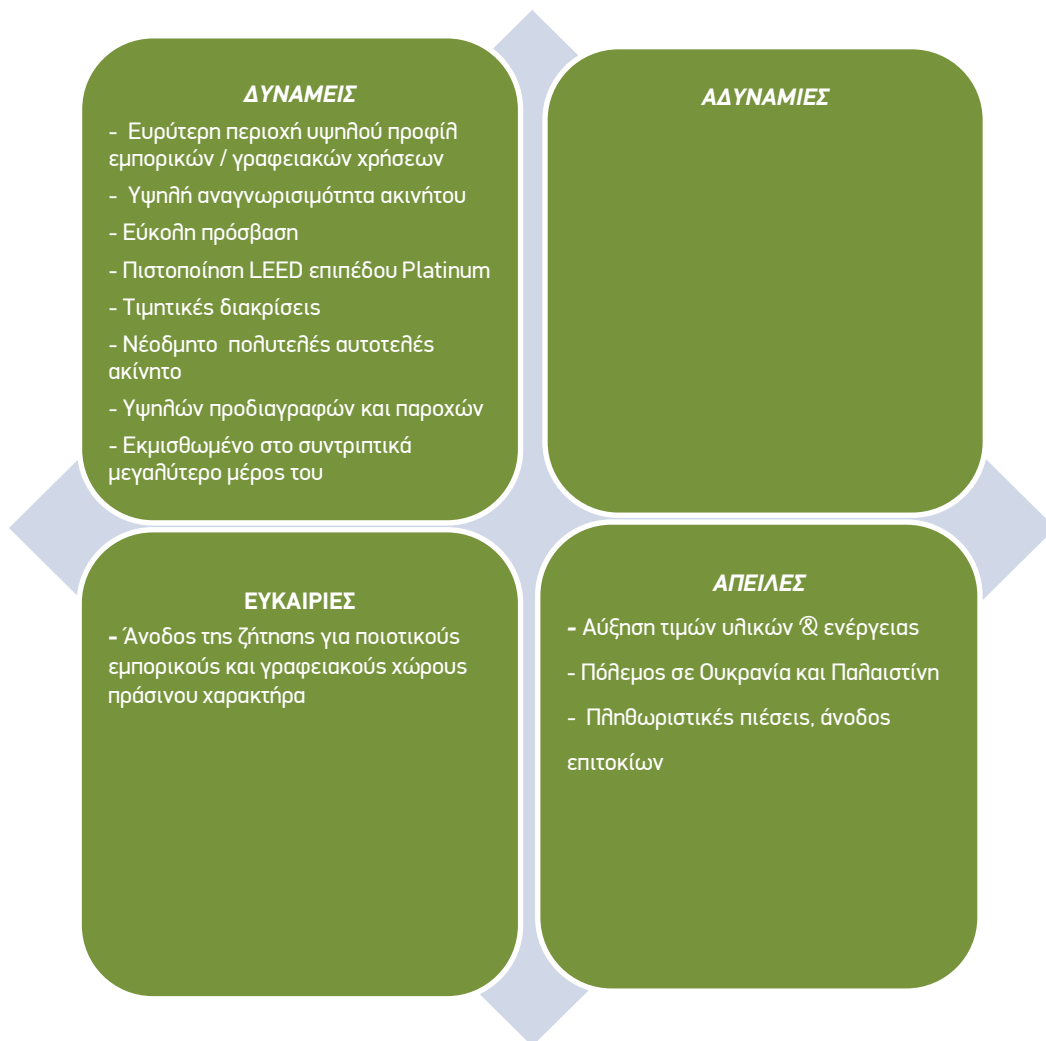 ΔΥΝΑΜΕΙΣ
- Ευρύτερη περιοχή υψηλού προφίλ
εμπορικών / γραφειακών χρήσεων
- Υψηλή αναγνωρισιμότητα ακινήτου
- Εύκολη πρόσβαση
- Πιστοποίηση LEED επιπέδου Platinum
- Τιμητικές διακρίσεις
- Νέοδμητο πολυτελές αυτοτελές
ακίνητο
- Υψηλών προδιαγραφών και παροχών
- Εκμισθωμένο στο συντριπτικά
μεγαλύτερο μέρος του
ΑΔΥΝΑΜΙΕΣ
ΕΥΚΑΙΡΙΕΣ
- Άνοδος της ζήτησης για ποιοτικούς
εμπορικούς και γραφειακούς χώρους
πράσινου χαρακτήρα
ΑΠΕΙΛΕΣ
- Αύξηση τιμών υλικών & ενέργειας
- Πόλεμος σε Ουκρανία και Παλαιστίνη
- Πληθωριστικές πιέσεις, άνοδος
επιτοκίων